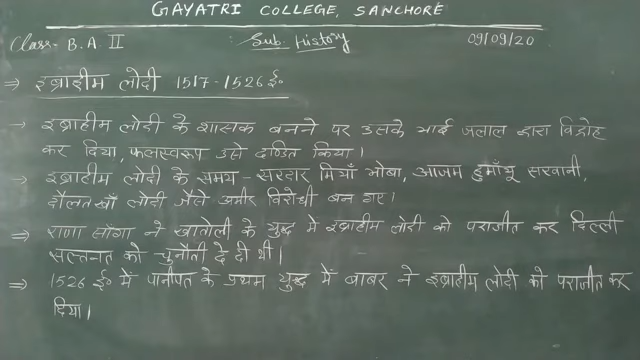 GAYATRI COLLEGE, SANCHORE
Class- B.A II Sub. History 09/09/20
⇒ इब्राहीम लोदी 1517-1526 ई०
→ इब्राहीम लोदी के शासक बनने पर उसके भाई जलाल द्वारा विद्रोह
कर दिया, फलस्वरूप उसे दण्डित किया।
→ इब्राहीम लोदी के समय - सरदार मियाँ भोबा, आजम हुमाँयू सरवानी,
दौलत खाँ लोदी जैसे अमीर विरोधी बन गए।
→ राणा साँगा ने खातोली के युद्ध में इब्राहीम लोदी को पराजीत कर दिल्ली
सल्तनत को चुनौती दे दी थी।
⇒ 1526 ई० में पानीपत के प्रथम युद्ध में बाबर ने इब्राहीम लोदी को पराजीत कर
दिया।